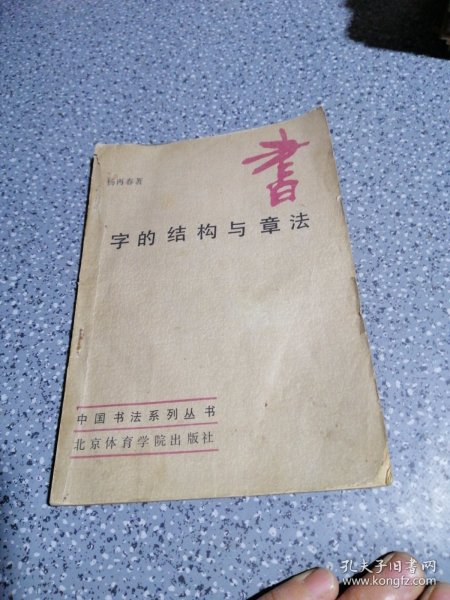 書
杨再春著
字的结构与章法
中国书法系列丛书
北京体育学院出版社
孔夫子旧书网
www.kongfz.com